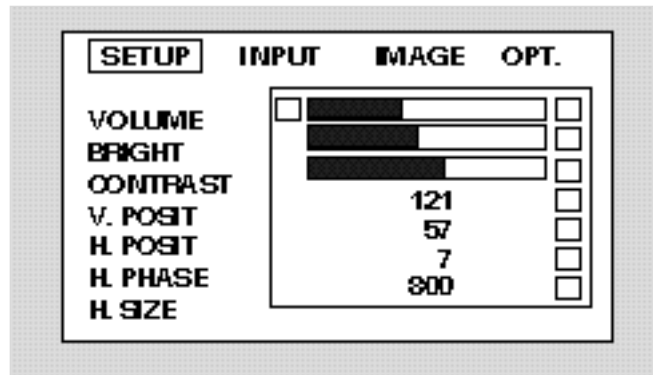 SETUP INPUT IMAGE OPT.
VOLUME
BRIGHT
CONTRAST
V. POSIT 121
H. POSIT 57
H. PHASE 7
H. SIZE 800